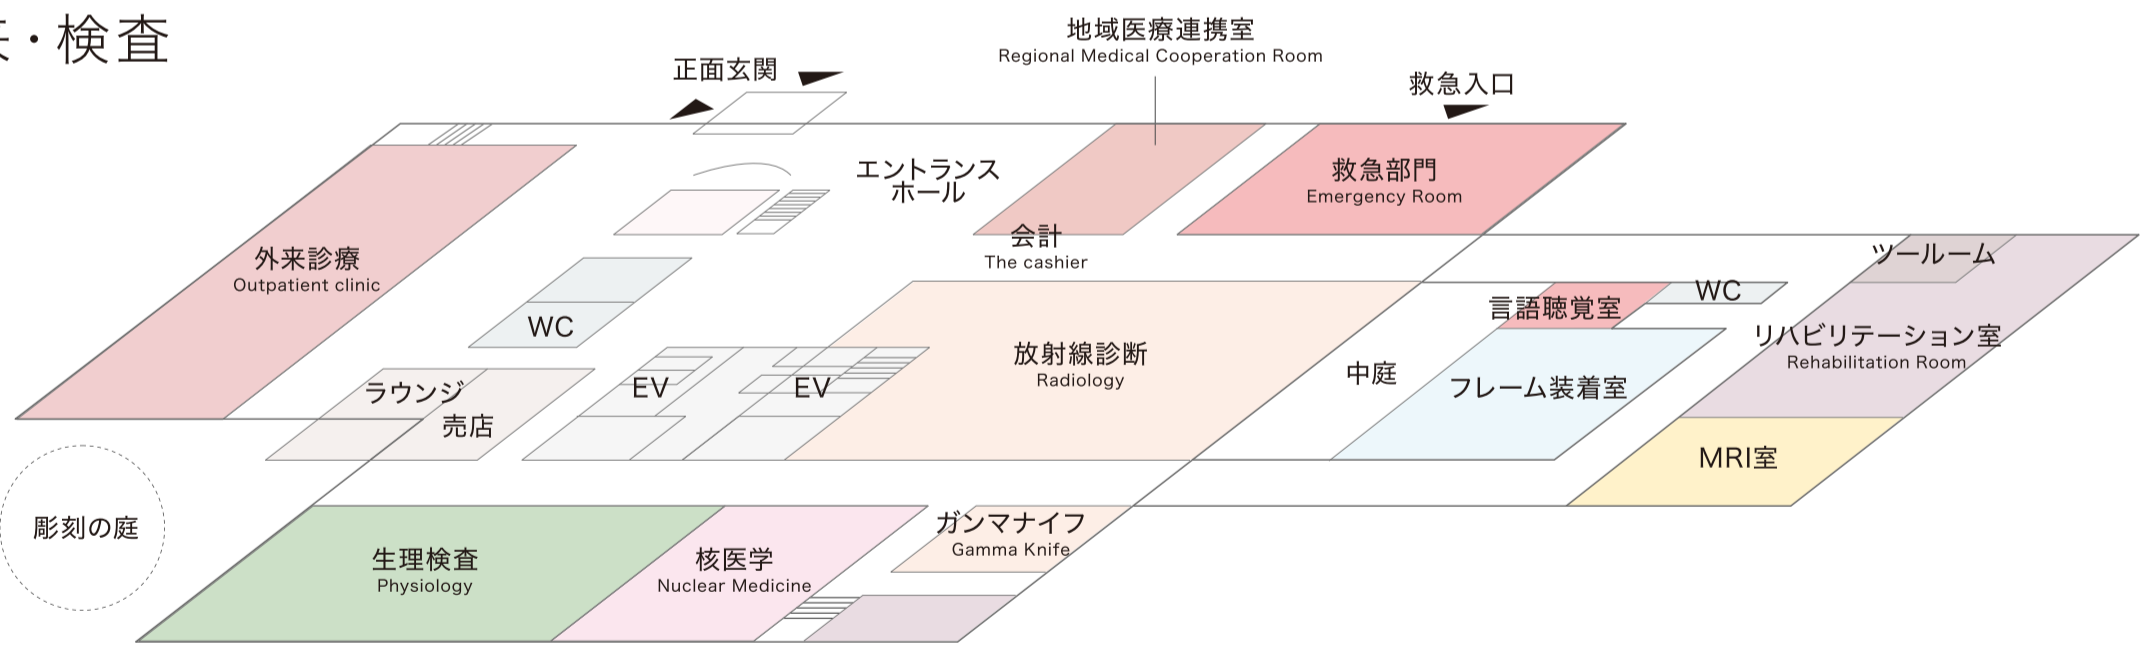 ・検査
地域医療連携室
Regional Medical Cooperation Room
正面玄関
救急入口
エントランス
ホール
救急部門
Emergency Room
会計
The cashier
外来診療
Outpatient clinic
ツールーム
言語聴覚室
WC
WC
リハビリテーション室
Rehabilitation Room
放射線診断
Radiology
中庭
フレーム装着室
EV
EV
ラウンジ
売店
MRI室
彫刻の庭
生理検査
Physiology
核医学
Nuclear Medicine
ガンマナイフ
Gamma Knife